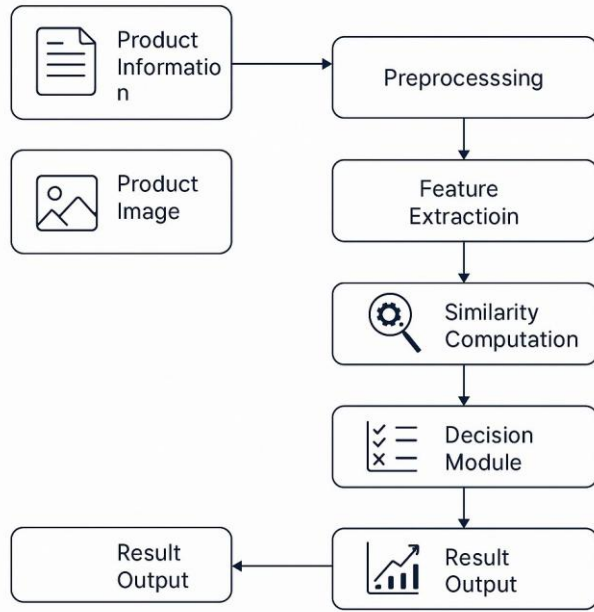 Product
Informatio
n
Preprocesssing
Product
Image
Feature
Extractioin
Similarity
Computation
Decision
Module
Result
Output
Result
Output